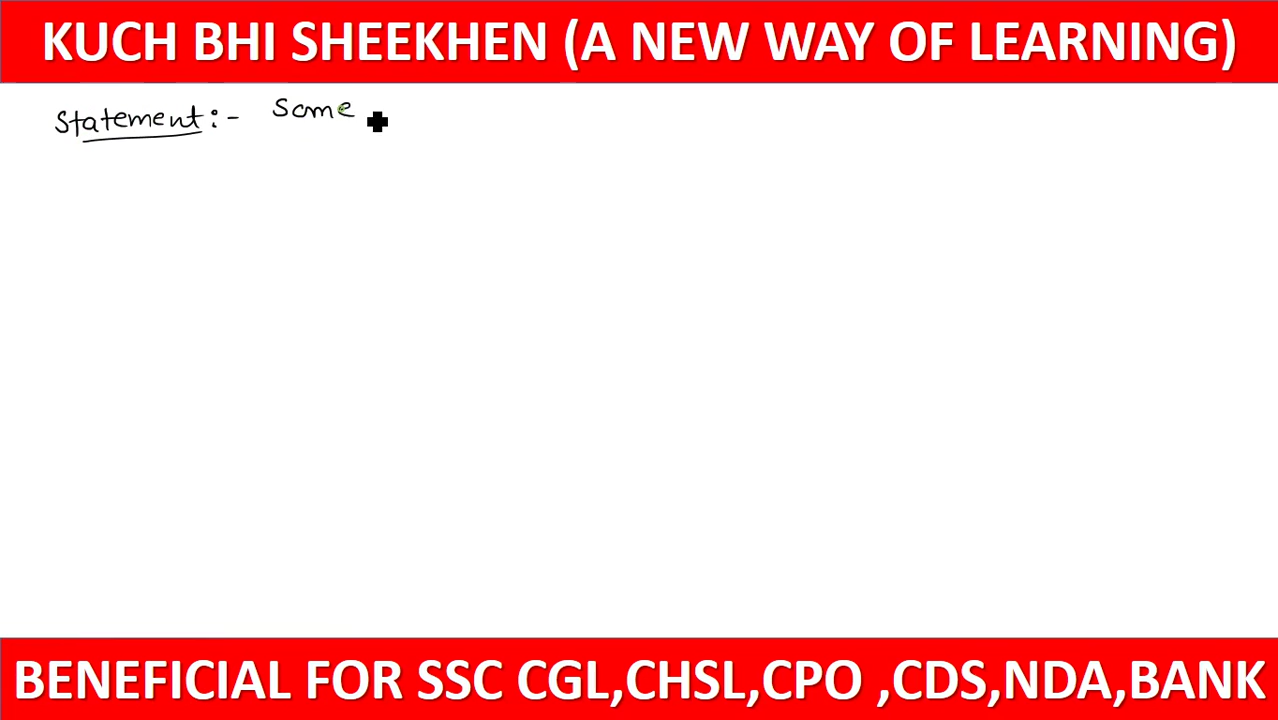 KUCH BHI SHEEKHEN (A NEW WAY OF LEARNING)
Statement:- Some
BENEFICIAL FOR SSC CGL,CHSL,CPO ,CDS,NDA,BANK